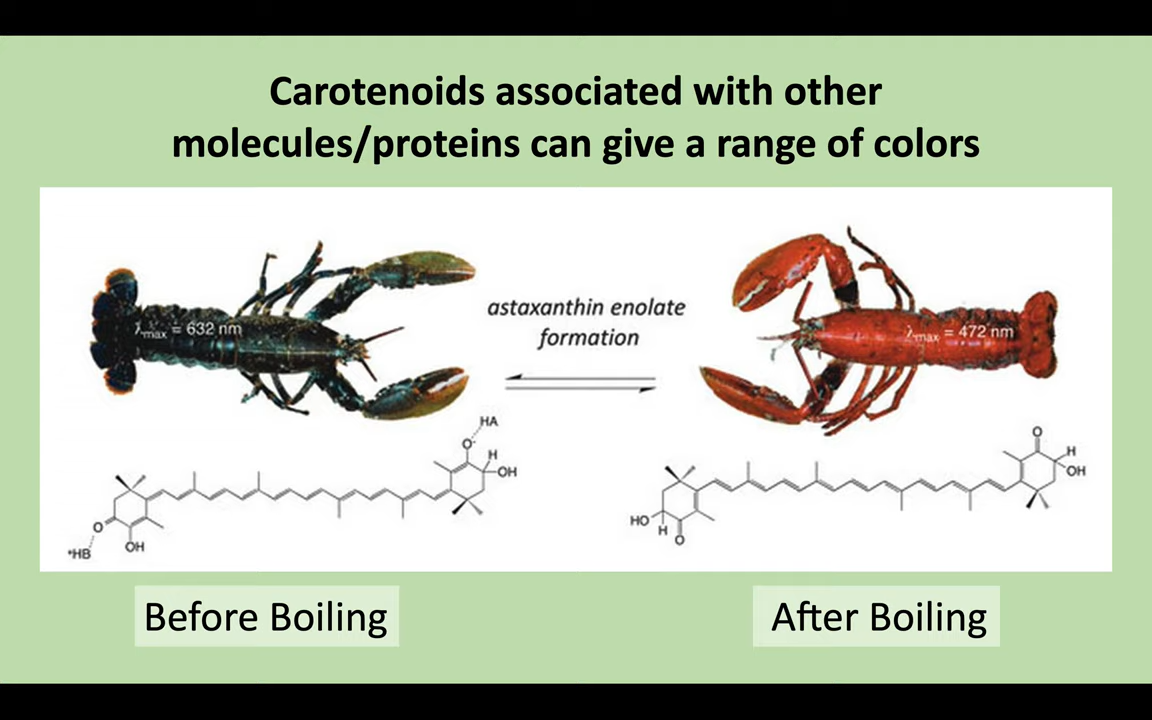 Carotenoids associated with other
molecules/proteins can give a range of colors
λmax = 632 nm
astaxanthin enolate
formation
λmax = 472 nm
HA
O-
H
OH
O
*HB
OH
O
H
OH
HO
H
O
Before Boiling
After Boiling